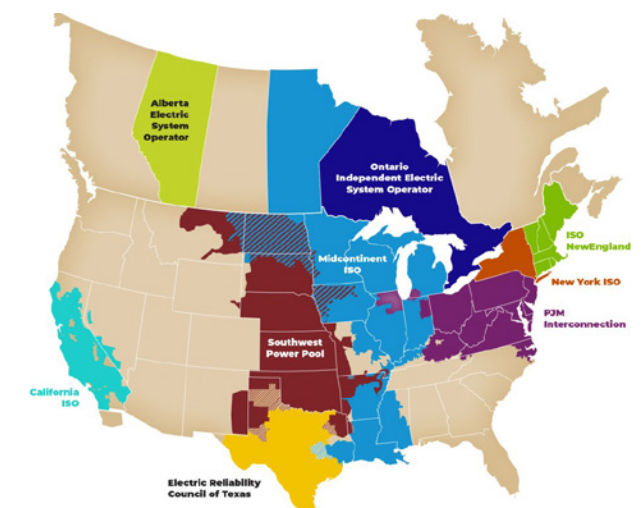 Alberta
Electric
System
Operator
Ontario
Independent Electric
System Operator
ISO
NewEngland
Midcontinent
ISO
New York ISO
PJM
Interconnection
Southwest
Power Pool
California
ISO
Electric Reliability
Council of Texas